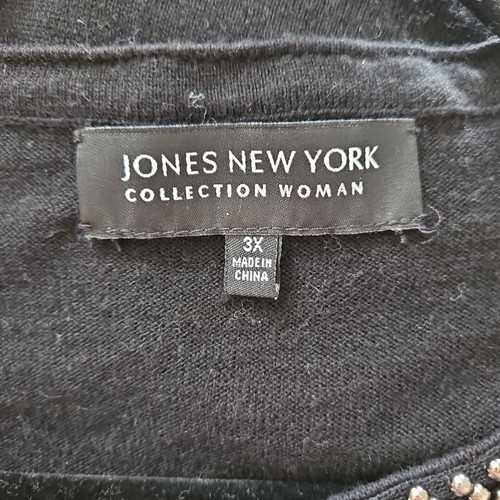 JONES NEW YORK
COLLECTION WOMAN
3X
MADE IN
CHINA